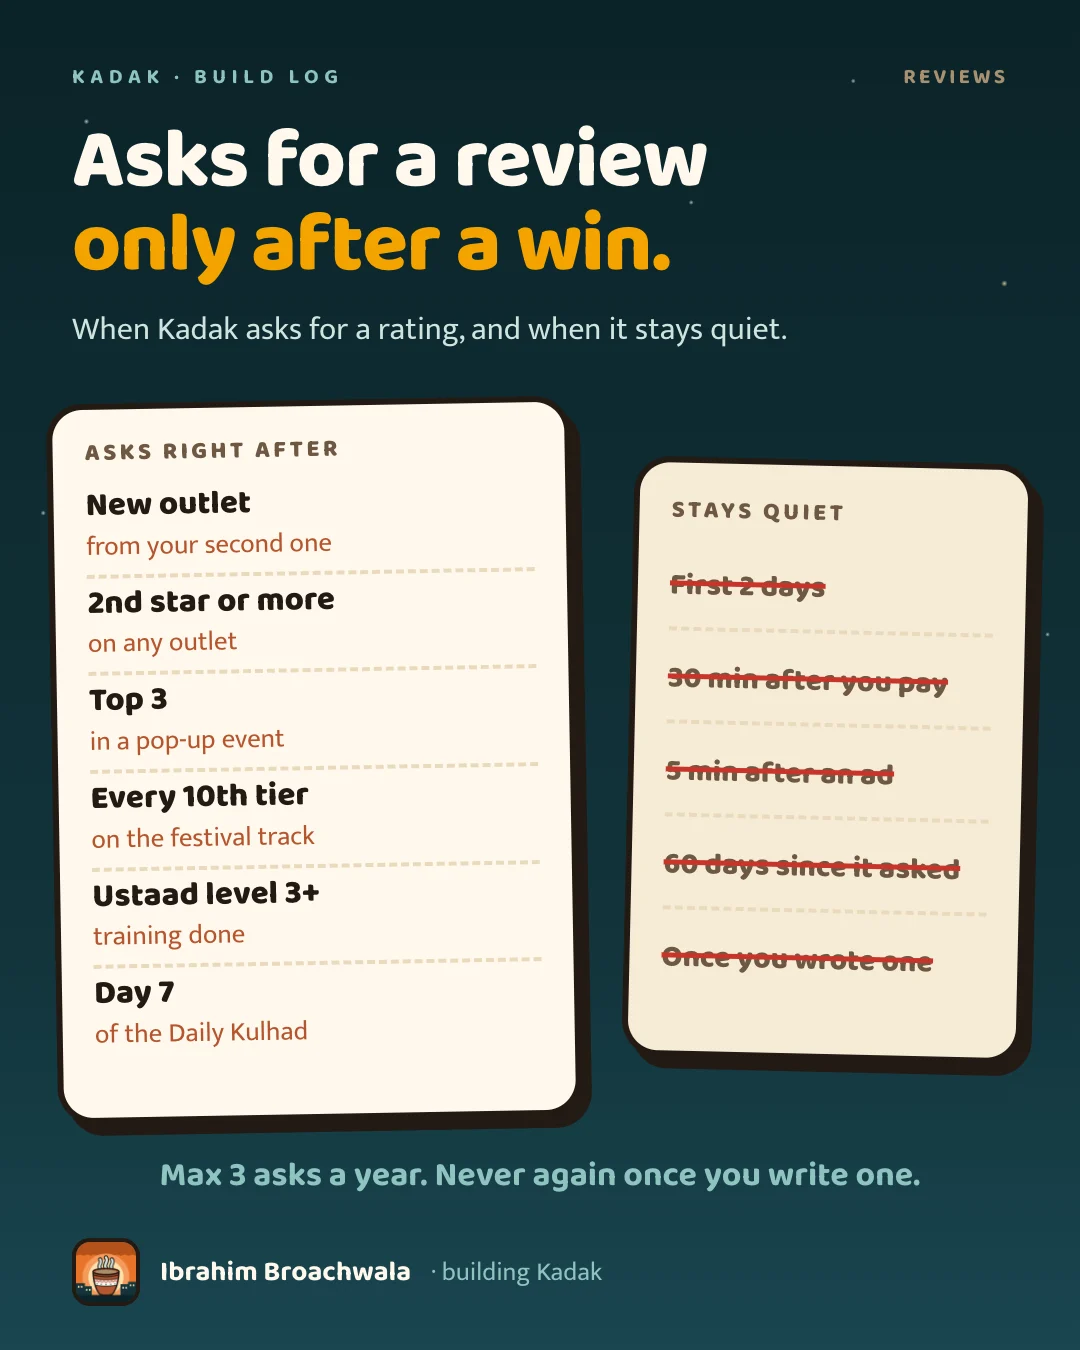 KADAK · BUILD LOG
REVIEWS
Asks for a review
only after a win.
When Kadak asks for a rating, and when it stays quiet.
ASKS RIGHT AFTER
New outlet
from your second one
2nd star or more
on any outlet
Top 3
in a pop-up event
Every 10th tier
on the festival track
Ustaad level 3+
training done
Day 7
of the Daily Kulhad
STAYS QUIET
First 2 days
30 min after you pay
5 min after an ad
60 days since it asked
Once you wrote one
Max 3 asks a year. Never again once you write one.
Ibrahim Broachwala · building Kadak